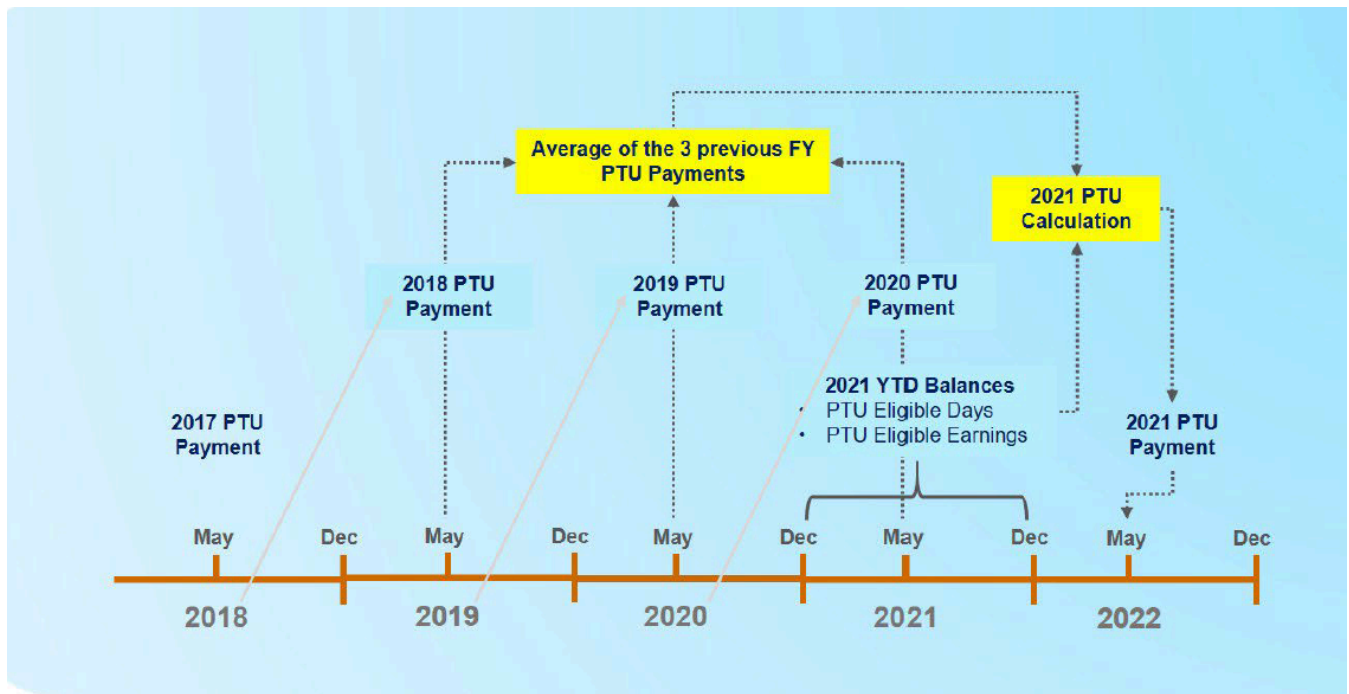 Average of the 3 previous FY
PTU Payments
2021 PTU
Calculation
2018 PTU
Payment
2019 PTU
Payment
2020 PTU
Payment
2021 YTD Balances
• PTU Eligible Days
• PTU Eligible Earnings
2017 PTU
Payment
2021 PTU
Payment
May Dec May Dec May Dec May Dec May Dec
2018 2019 2020 2021 2022